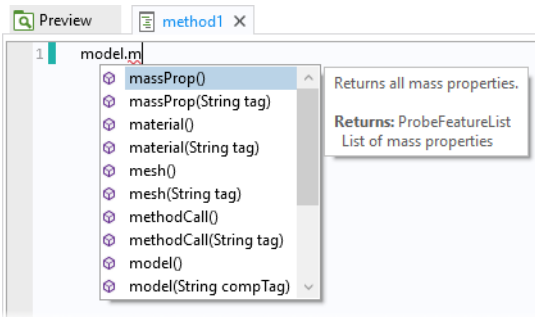 Preview
method1
1 model.m
massProp()
massProp(String tag)
material()
material(String tag)
mesh()
mesh(String tag)
methodCall()
methodCall(String tag)
model()
model(String compTag)
Returns all mass properties.
Returns: ProbeFeatureList
List of mass properties